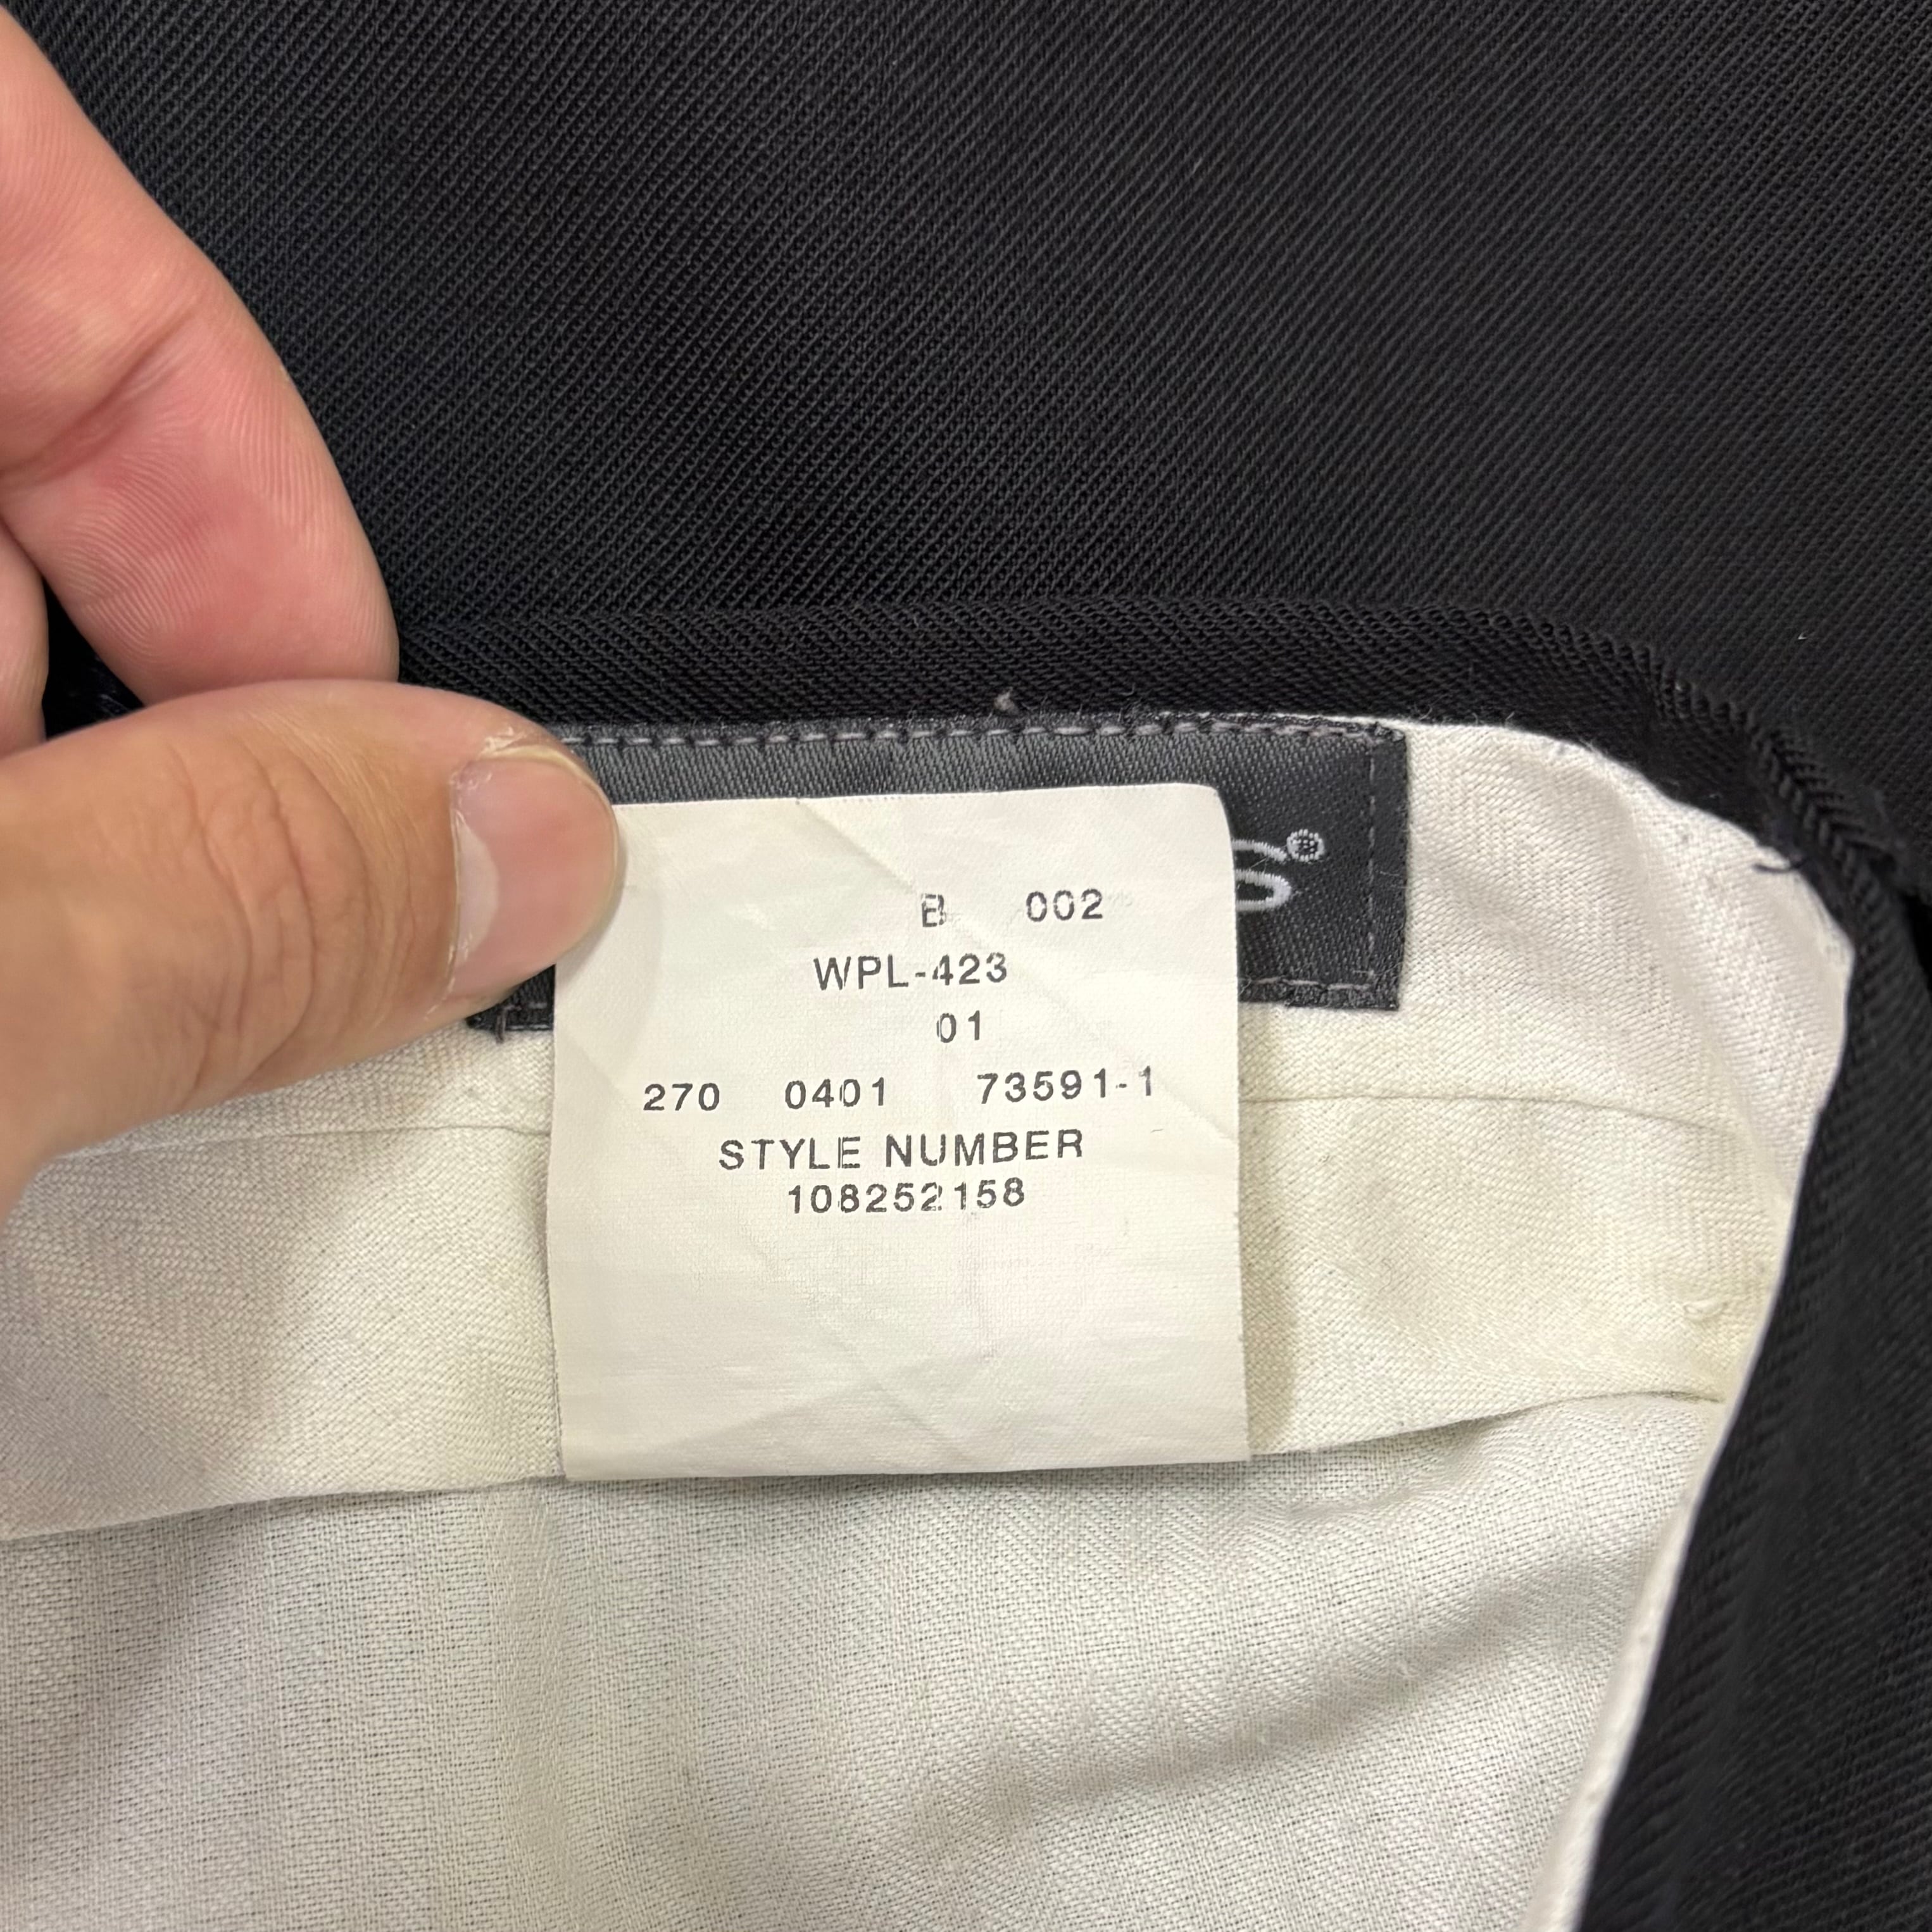 B 002
WPL-423
01
270 0401 73591-1
STYLE NUMBER
108252158
s®